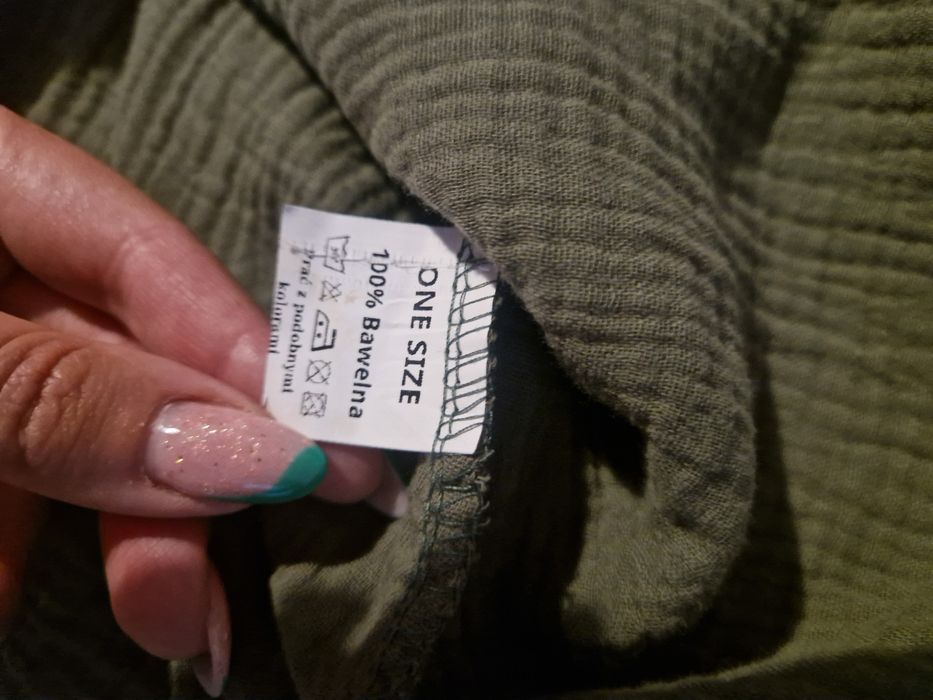 ONE SIZE
100% Bawełna
Prać z podobnymi
kolorami